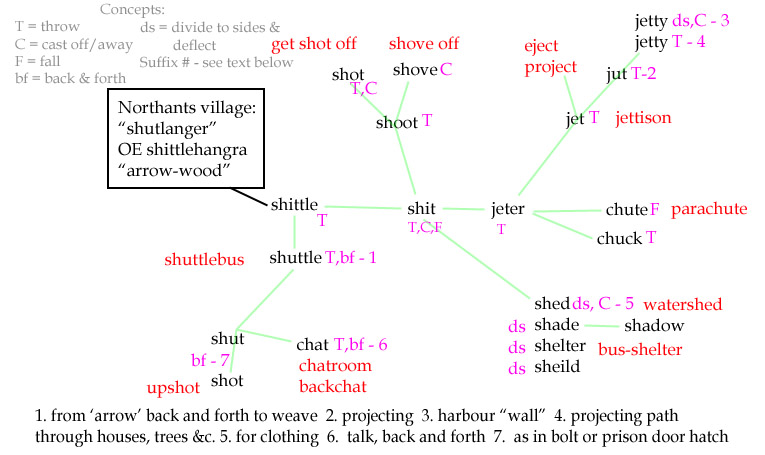 Concepts:
T = throw
C = cast off/away
F = fall
bf = back & forth
ds = divide to sides &
deflect
Suffix # - see text below
get shot off
shove off
shot
T,C
shove C
shoot T
eject
project
jetty ds,C - 3
jetty T - 4
jut T-2
jet T
jettison
Northants village:
“shutlanger”
OE shittlehangra
“arrow-wood”
shittle
T
shit
T,C,F
jeter
T
chute F
parachute
chuck T
shuttlebus
shuttle T,bf - 1
shut
bf - 7
shot
upshot
chat T,bf - 6
chatroom
backchat
shed ds, C - 5
watershed
ds shade
shadow
ds shelter
bus-shelter
ds sheild
1. from ‘arrow’ back and forth to weave 2. projecting 3. harbour “wall” 4. projecting path
through houses, trees &c. 5. for clothing 6. talk, back and forth 7. as in bolt or prison door hatch